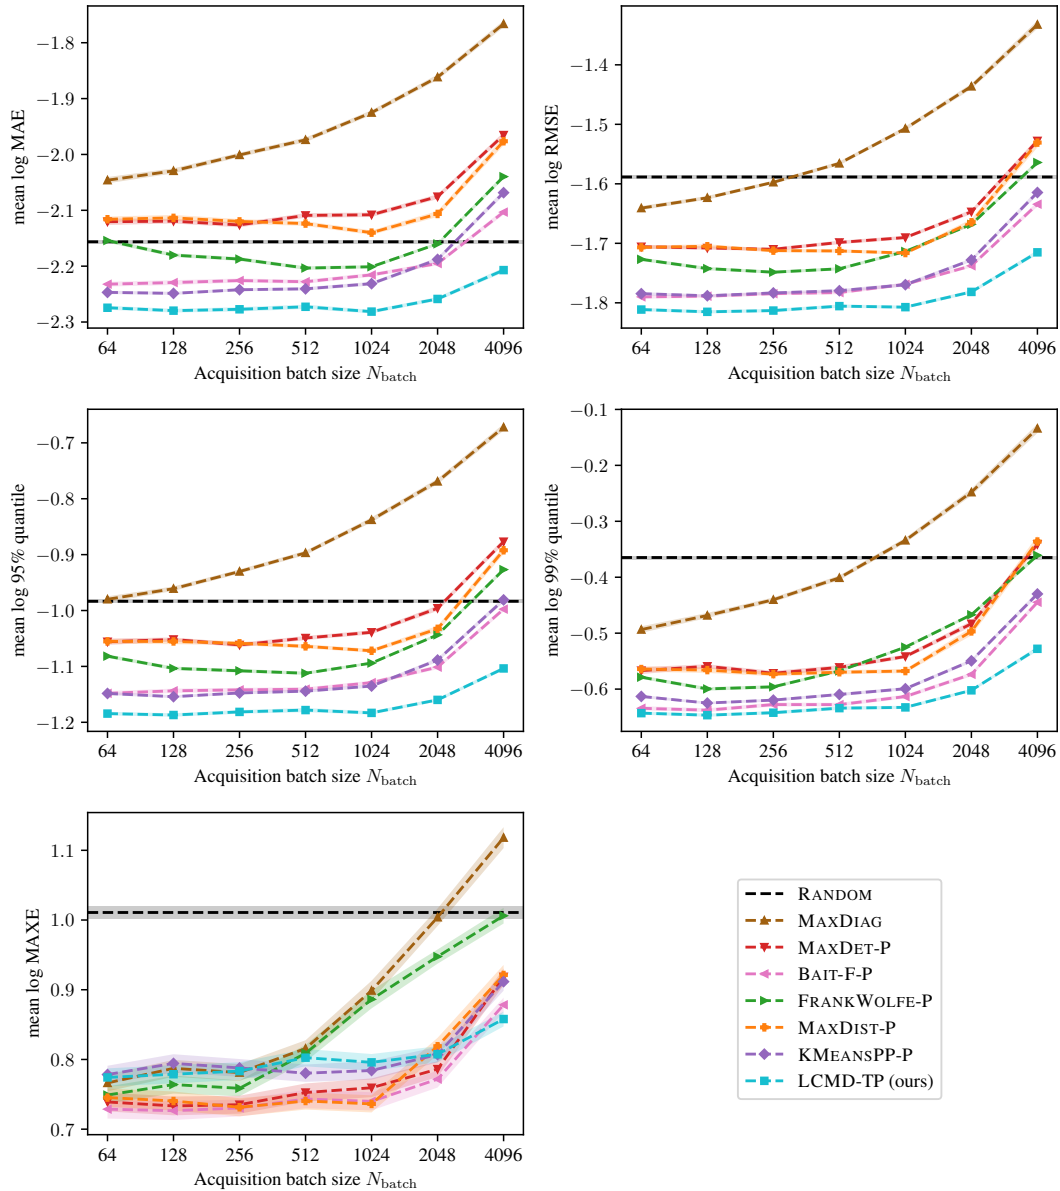 −1.8
−1.9
−2.0
−2.1
−2.2
−2.3
mean log MAE
64 128 256 512 1024 2048 4096
Acquisition batch size N_batch
−1.4
−1.5
−1.6
−1.7
−1.8
mean log RMSE
64 128 256 512 1024 2048 4096
Acquisition batch size N_batch
−0.7
−0.8
−0.9
−1.0
−1.1
−1.2
mean log 95% quantile
64 128 256 512 1024 2048 4096
Acquisition batch size N_batch
−0.1
−0.2
−0.3
−0.4
−0.5
−0.6
mean log 99% quantile
64 128 256 512 1024 2048 4096
Acquisition batch size N_batch
1.1
1.0
0.9
0.8
0.7
mean log MAXE
64 128 256 512 1024 2048 4096
Acquisition batch size N_batch
RANDOM
MAXDIAG
MAXDET-P
BAIT-F-P
FRANKWOLFE-P
MAXDIST-P
KMEANSPP-P
LCMD-TP (ours)